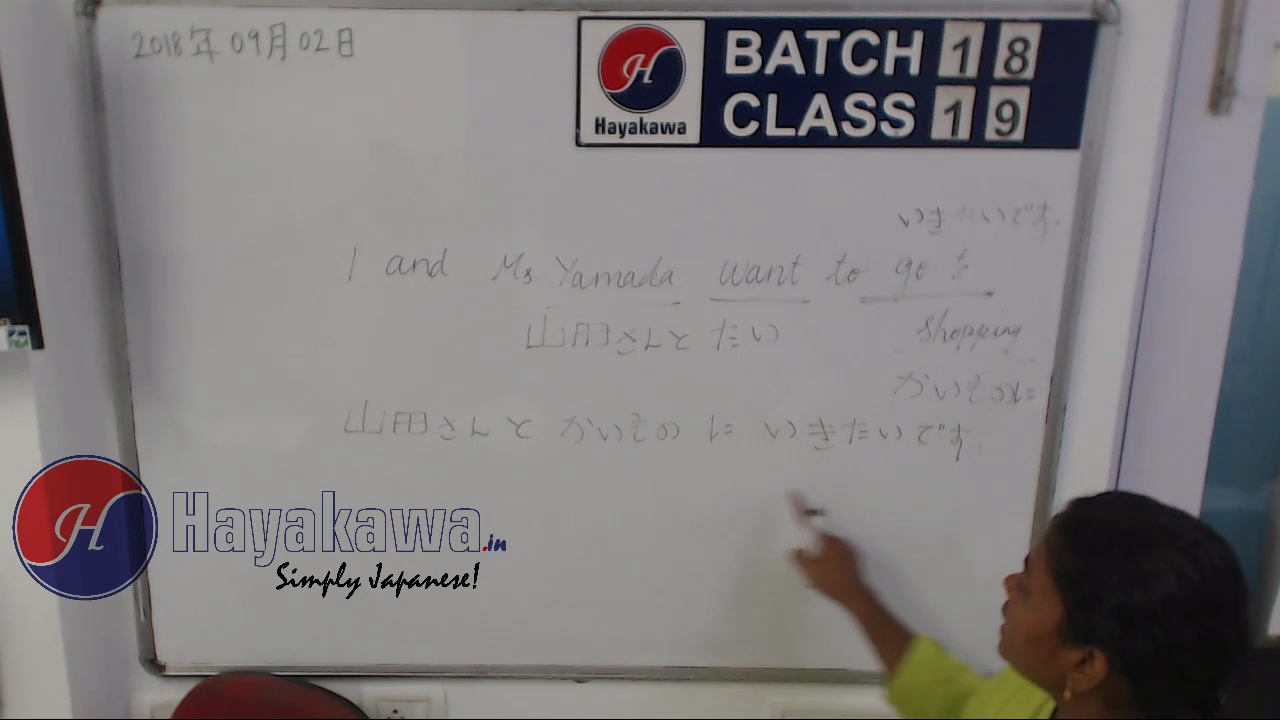 2018年09月02日
BATCH 18
CLASS 19
H
Hayakawa
いきたいです.
I and Ms Yamada want to go to
山田さんと たい
shopping
かいものに
山田さんと かいもの に いきたいです.
H Hayakawa.in
Simply Japanese!